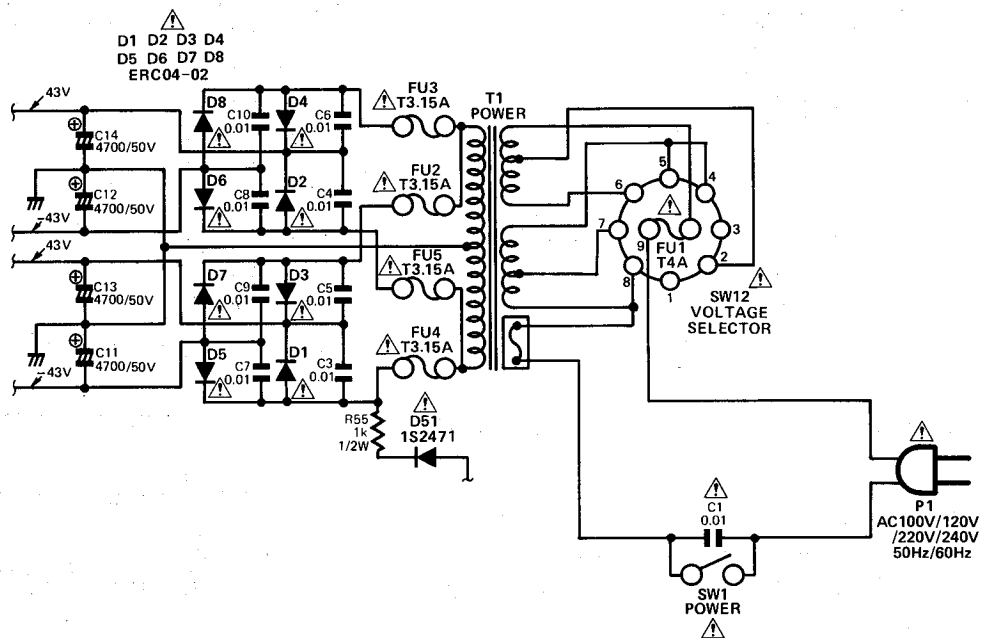 D1 D2 D3 D4
D5 D6 D7 D8
ERC04-02
43V
C14
4700/50V
C12
4700/50V
-43V
43V
C13
4700/50V
C11
4700/50V
-43V
D8
C10
0.01
D4
C6
0.01
D6
C8
0.01
D2
C4
0.01
D7
C9
0.01
D3
C5
0.01
D5
C7
0.01
D1
C3
0.01
FU3
T3.15A
FU2
T3.15A
FU5
T3.15A
FU4
T3.15A
R55
1k
1/2W
D51
1S2471
T1
POWER
5
4
6
3
7
9
FU1
T4A
2
8
1
SW12
VOLTAGE
SELECTOR
C1
0.01
SW1
POWER
P1
AC100V/120V
/220V/240V
50Hz/60Hz